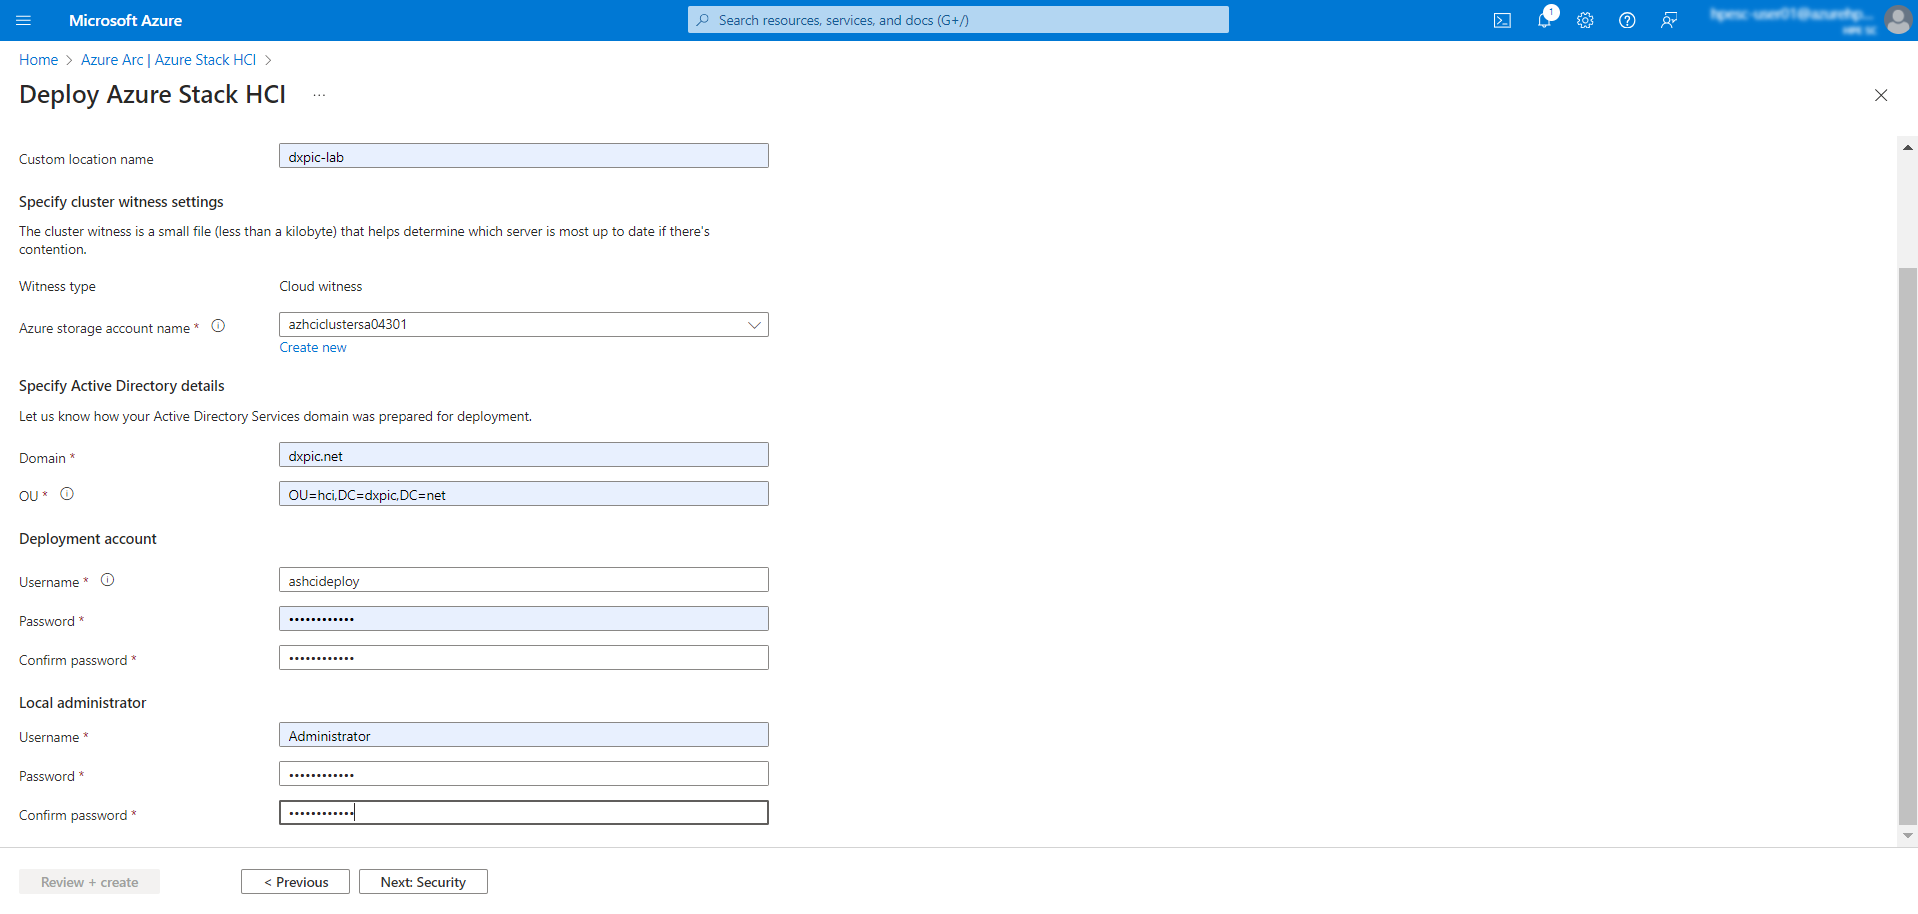 Microsoft Azure
Search resources, services, and docs (G+/)
1
Home > Azure Arc | Azure Stack HCI >
Deploy Azure Stack HCI ...
Custom location name
dxpic-lab
Specify cluster witness settings
The cluster witness is a small file (less than a kilobyte) that helps determine which server is most up to date if there's
contention.
Witness type
Cloud witness
Azure storage account name *
azhciclustersa04301
Create new
Specify Active Directory details
Let us know how your Active Directory Services domain was prepared for deployment.
Domain *
dxpic.net
OU *
OU=hci,DC=dxpic,DC=net
Deployment account
Username *
ashcideploy
Password *
••••••••••••
Confirm password *
••••••••••••
Local administrator
Username *
Administrator
Password *
••••••••••••
Confirm password *
••••••••••••
Review + create
< Previous
Next: Security